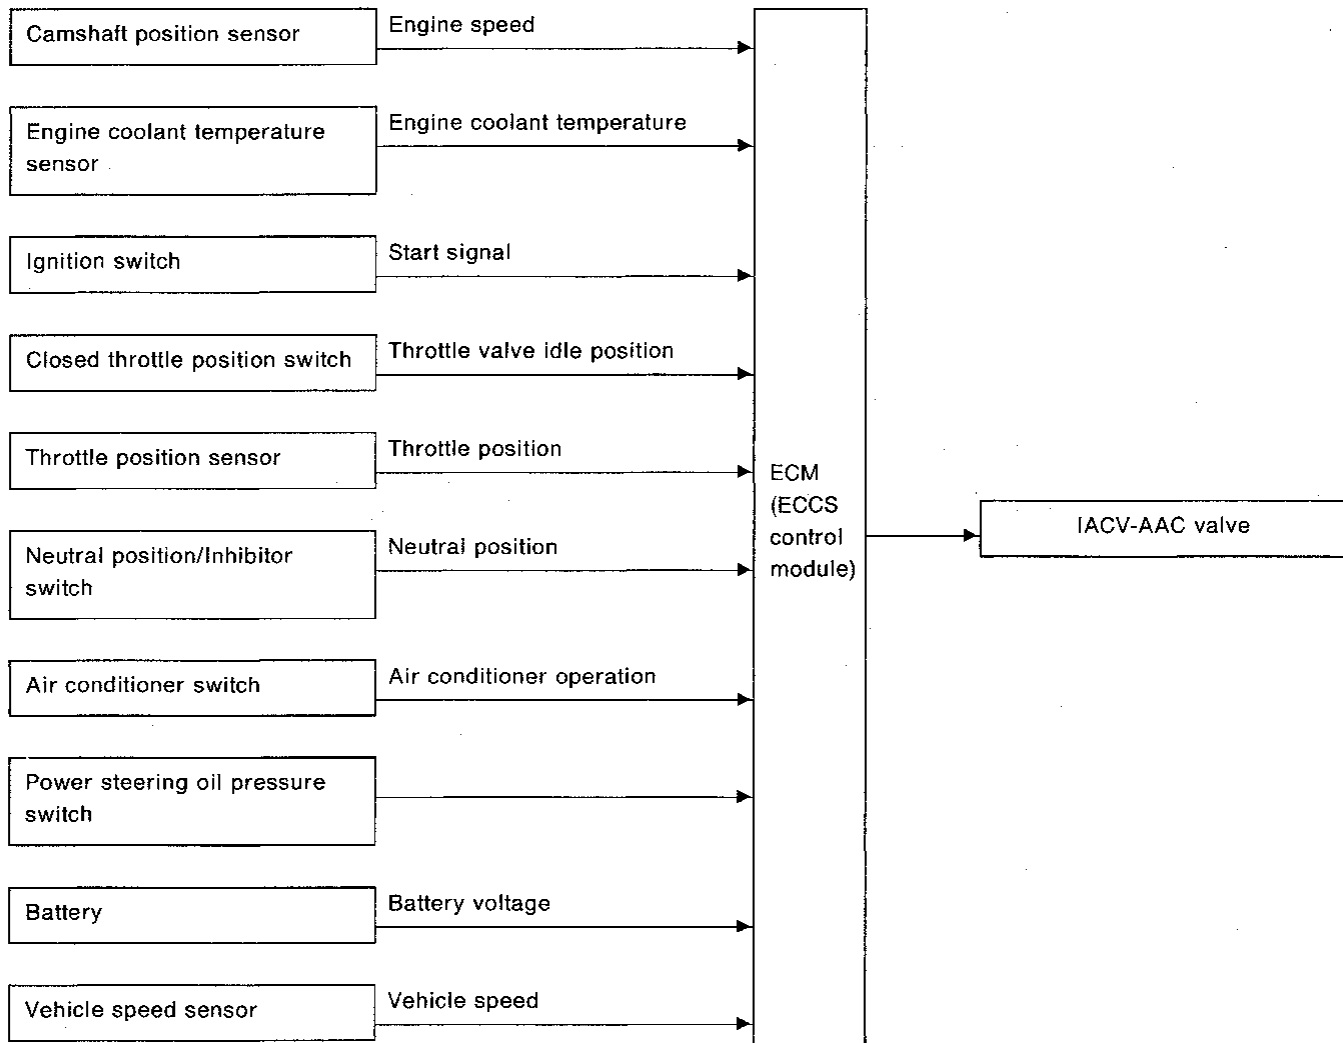 Camshaft position sensor
Engine speed
Engine coolant temperature
sensor
Engine coolant temperature
Ignition switch
Start signal
Closed throttle position switch
Throttle valve idle position
Throttle position sensor
Throttle position
Neutral position/Inhibitor
switch
Neutral position
Air conditioner switch
Air conditioner operation
Power steering oil pressure
switch
Battery
Battery voltage
Vehicle speed sensor
Vehicle speed
ECM
(ECCS
control
module)
IACV-AAC valve